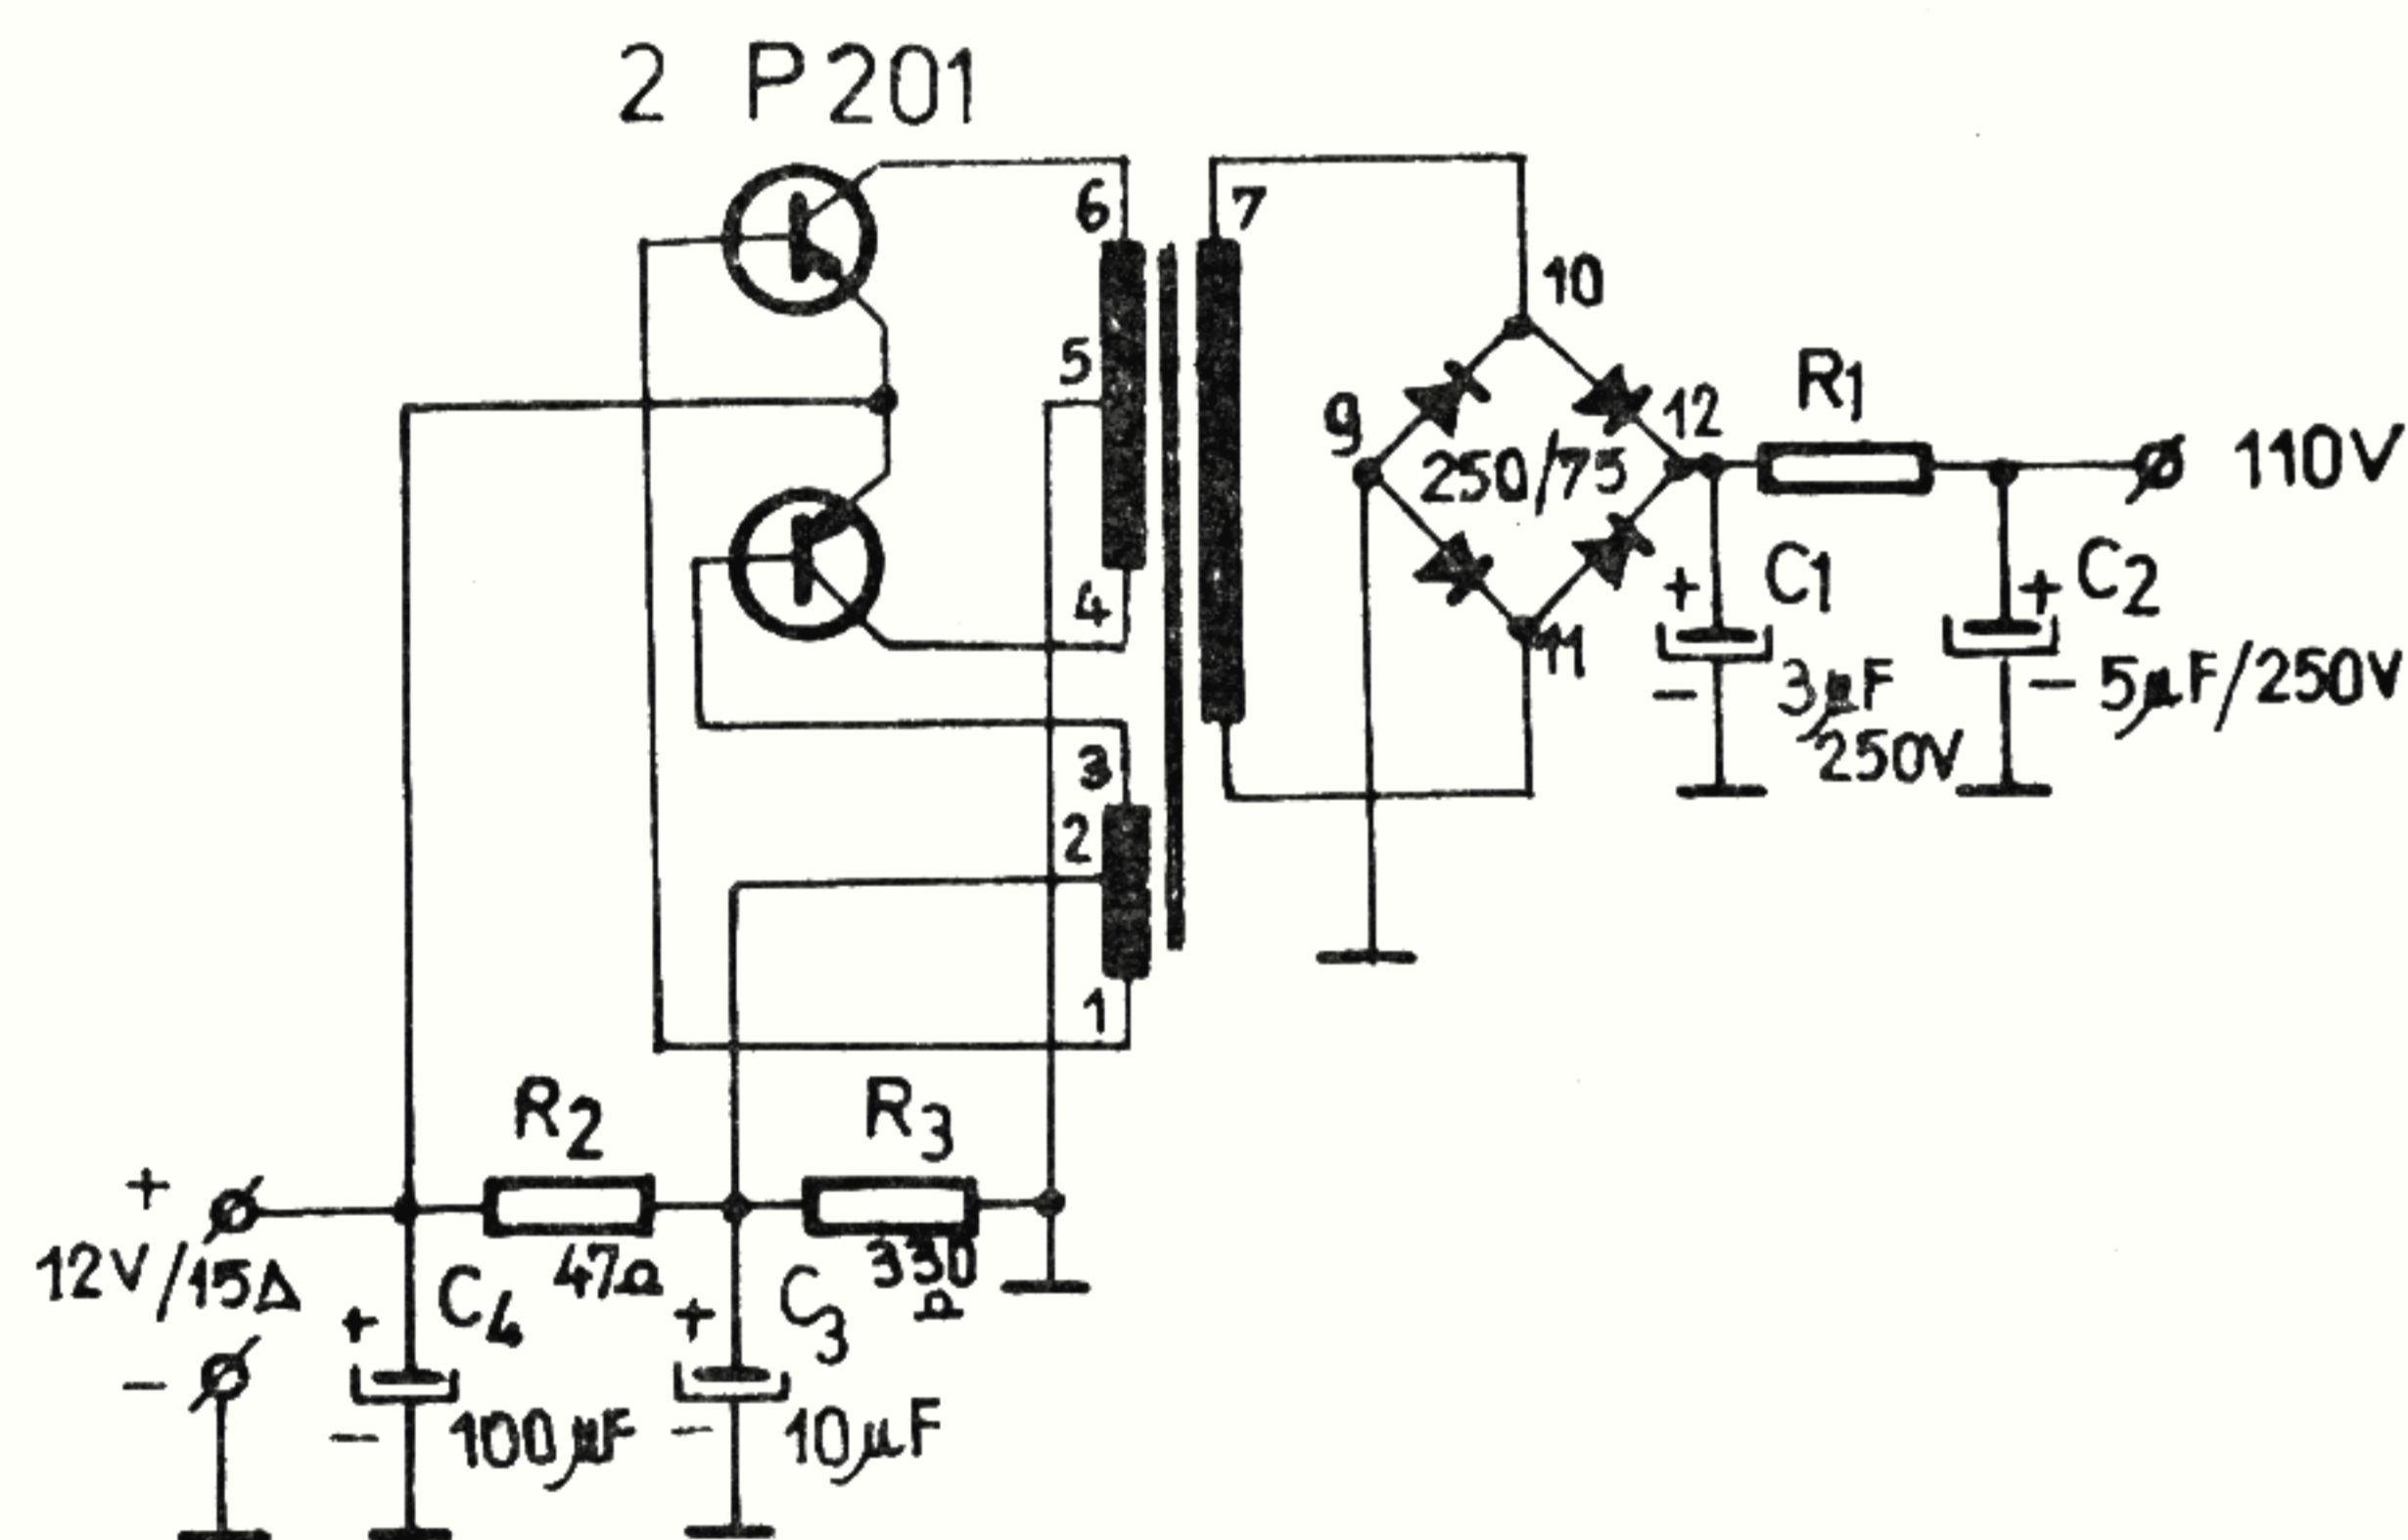 2 P201
6
7
5
10
9
12
R1
250/75
110V
4
11
+
C1
+
C2
3
-
3µF
250V
-
5µF/250V
2
1
R2
R3
+
47Ω
330
Ω
12V/15A
+
C4
+
C3
-
-
100µF
-
10µF